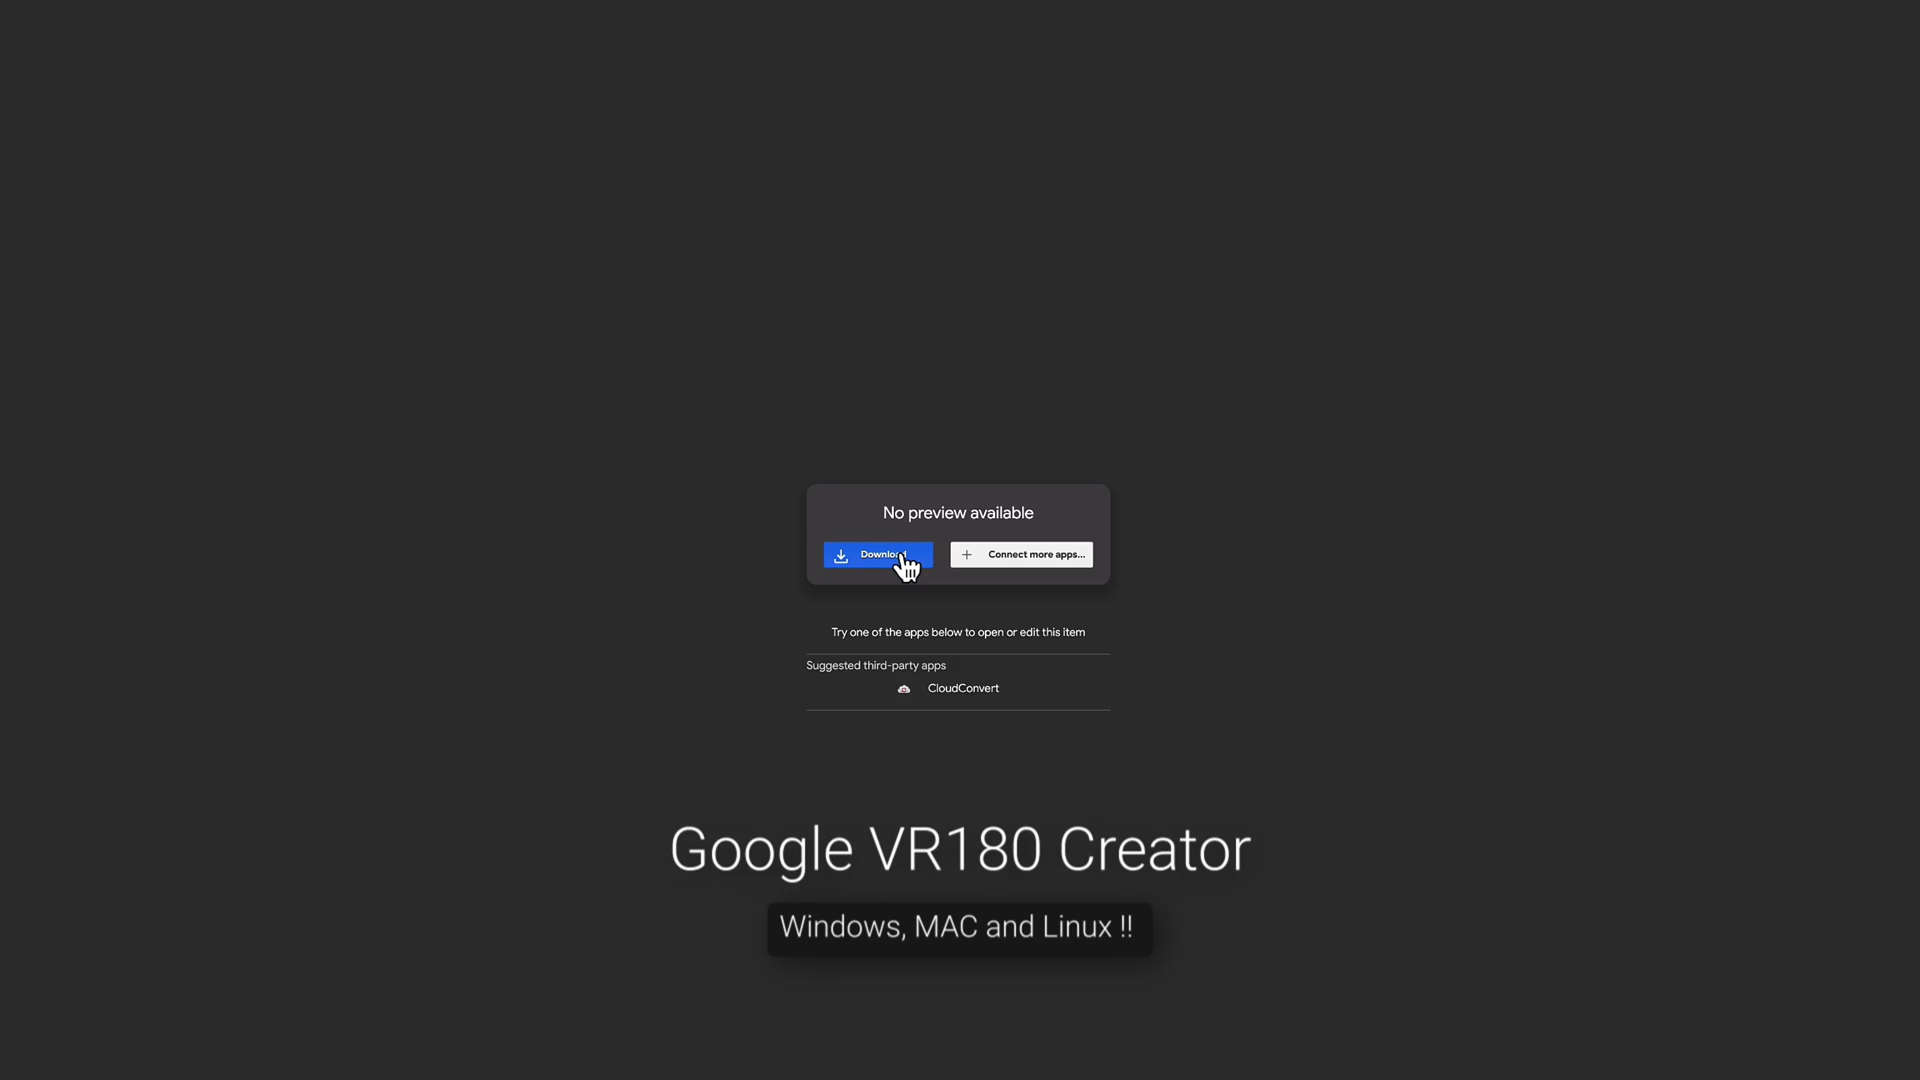 No preview available
Download
Connect more apps...
Try one of the apps below to open or edit this item
Suggested third-party apps
CloudConvert
Google VR180 Creator
Windows, MAC and Linux !!